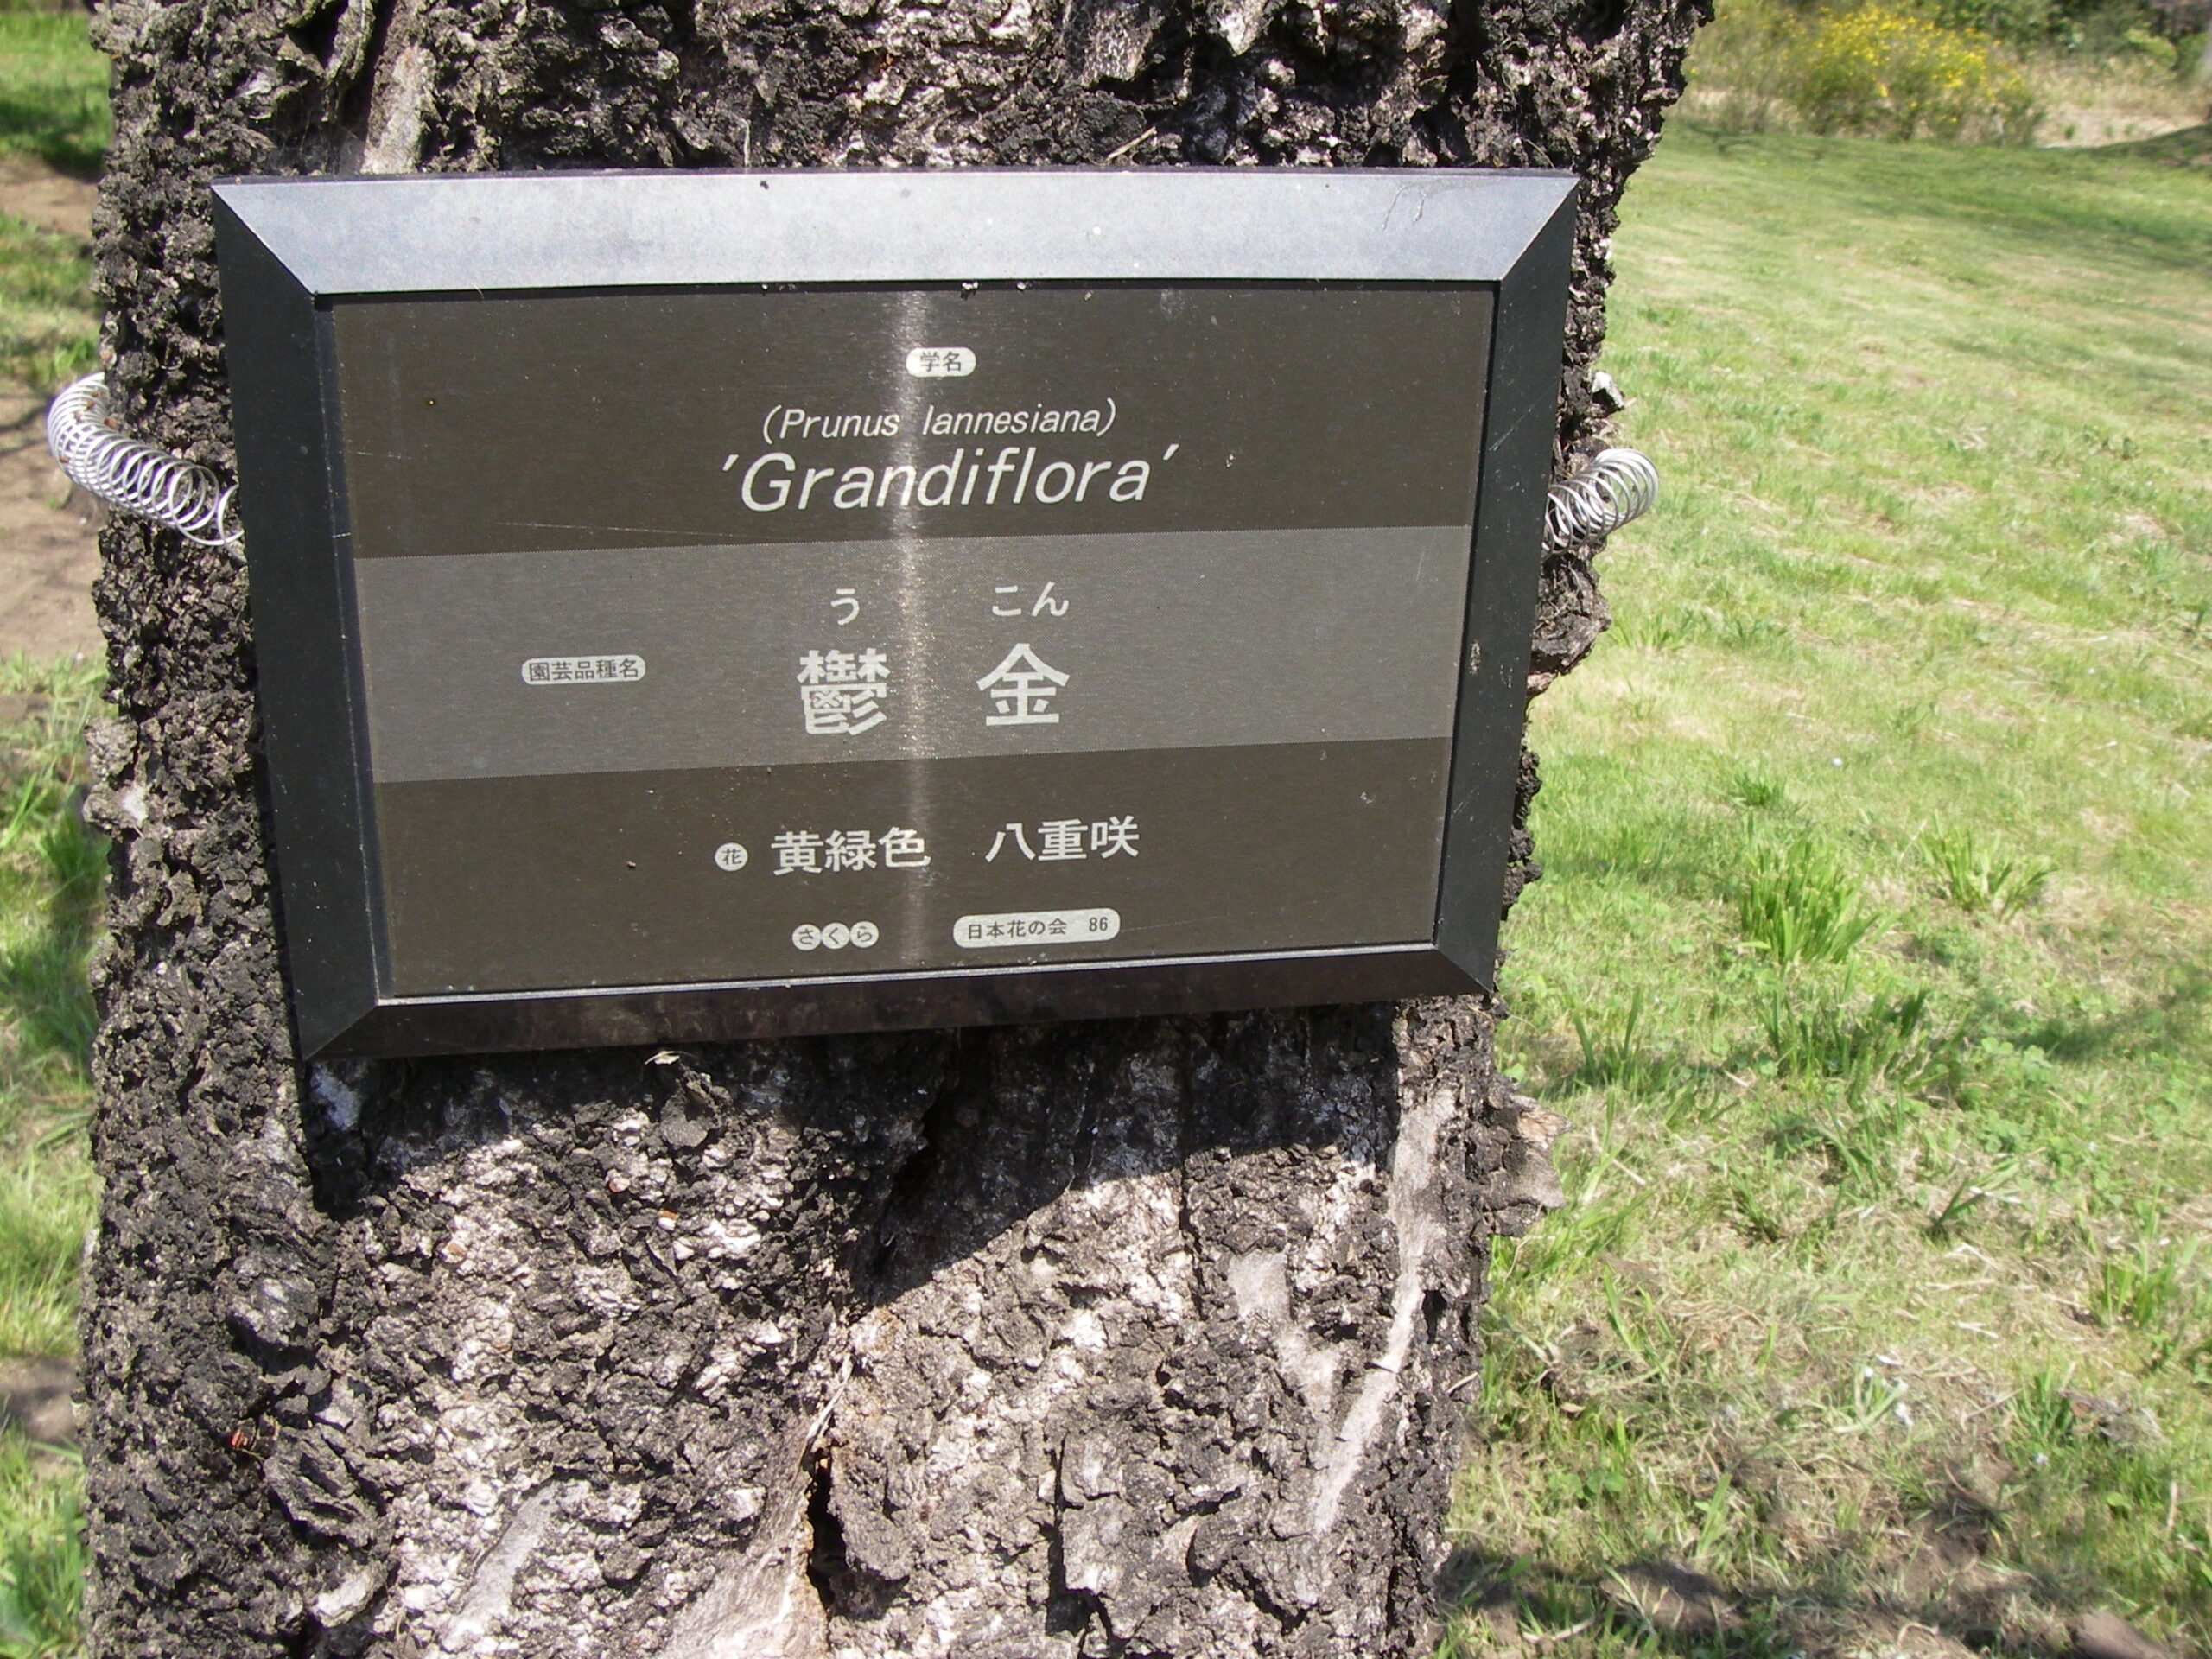 学名
(Prunus lannesiana)
'Grandiflora'
う こん
園芸品種名 鬱 金
花 黄緑色 八重咲
さくら 日本花の会 86